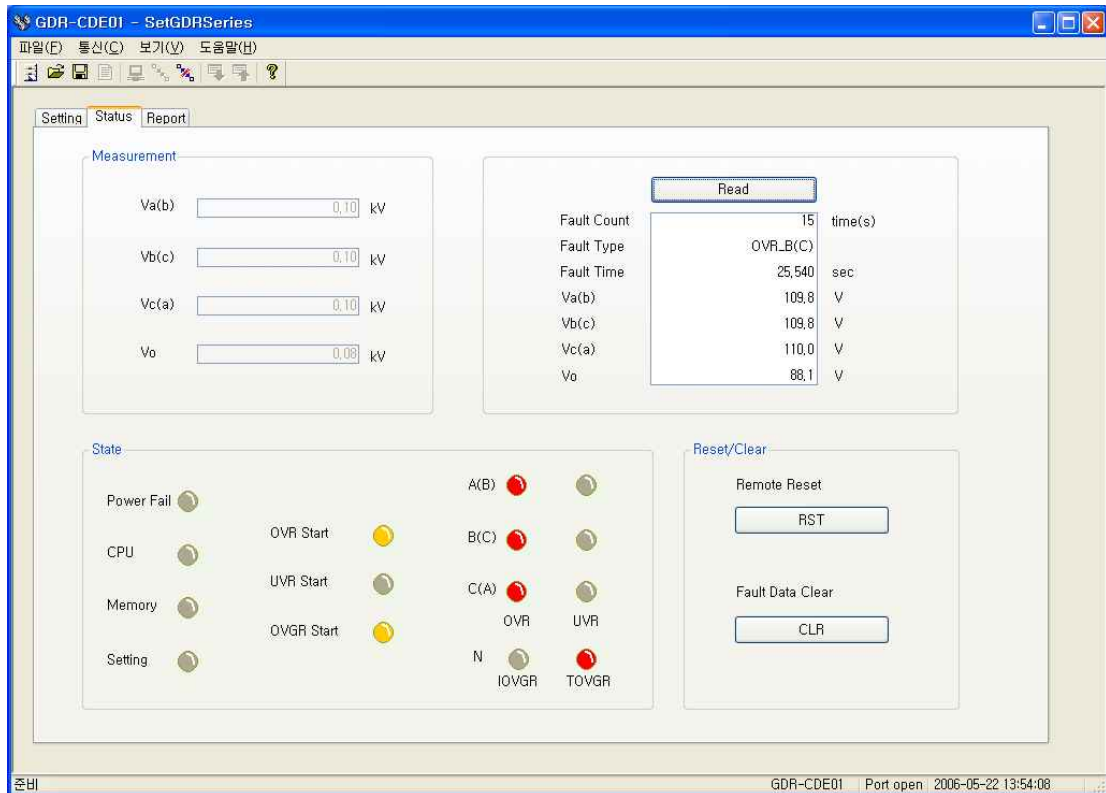 GDR-CDE01 - SetGDRSeries
파일(F) 통신(C) 보기(V) 도움말(H)
Setting Status Report
Measurement
Va(b) 0,10 kV
Vb(c) 0,10 kV
Vc(a) 0,10 kV
Vo 0,08 kV
Read
Fault Count 15 time(s)
Fault Type OVR_B(C)
Fault Time 25,540 sec
Va(b) 109,8 V
Vb(c) 109,8 V
Vc(a) 110,0 V
Vo 88,1 V
State
Power Fail
CPU
Memory
Setting
OVR Start
UVR Start
OVGR Start
A(B)
B(C)
C(A)
OVR UVR
N
IOVGR TOVGR
Reset/Clear
Remote Reset
RST
Fault Data Clear
CLR
준비 GDR-CDE01 Port open 2006-05-22 13:54:08